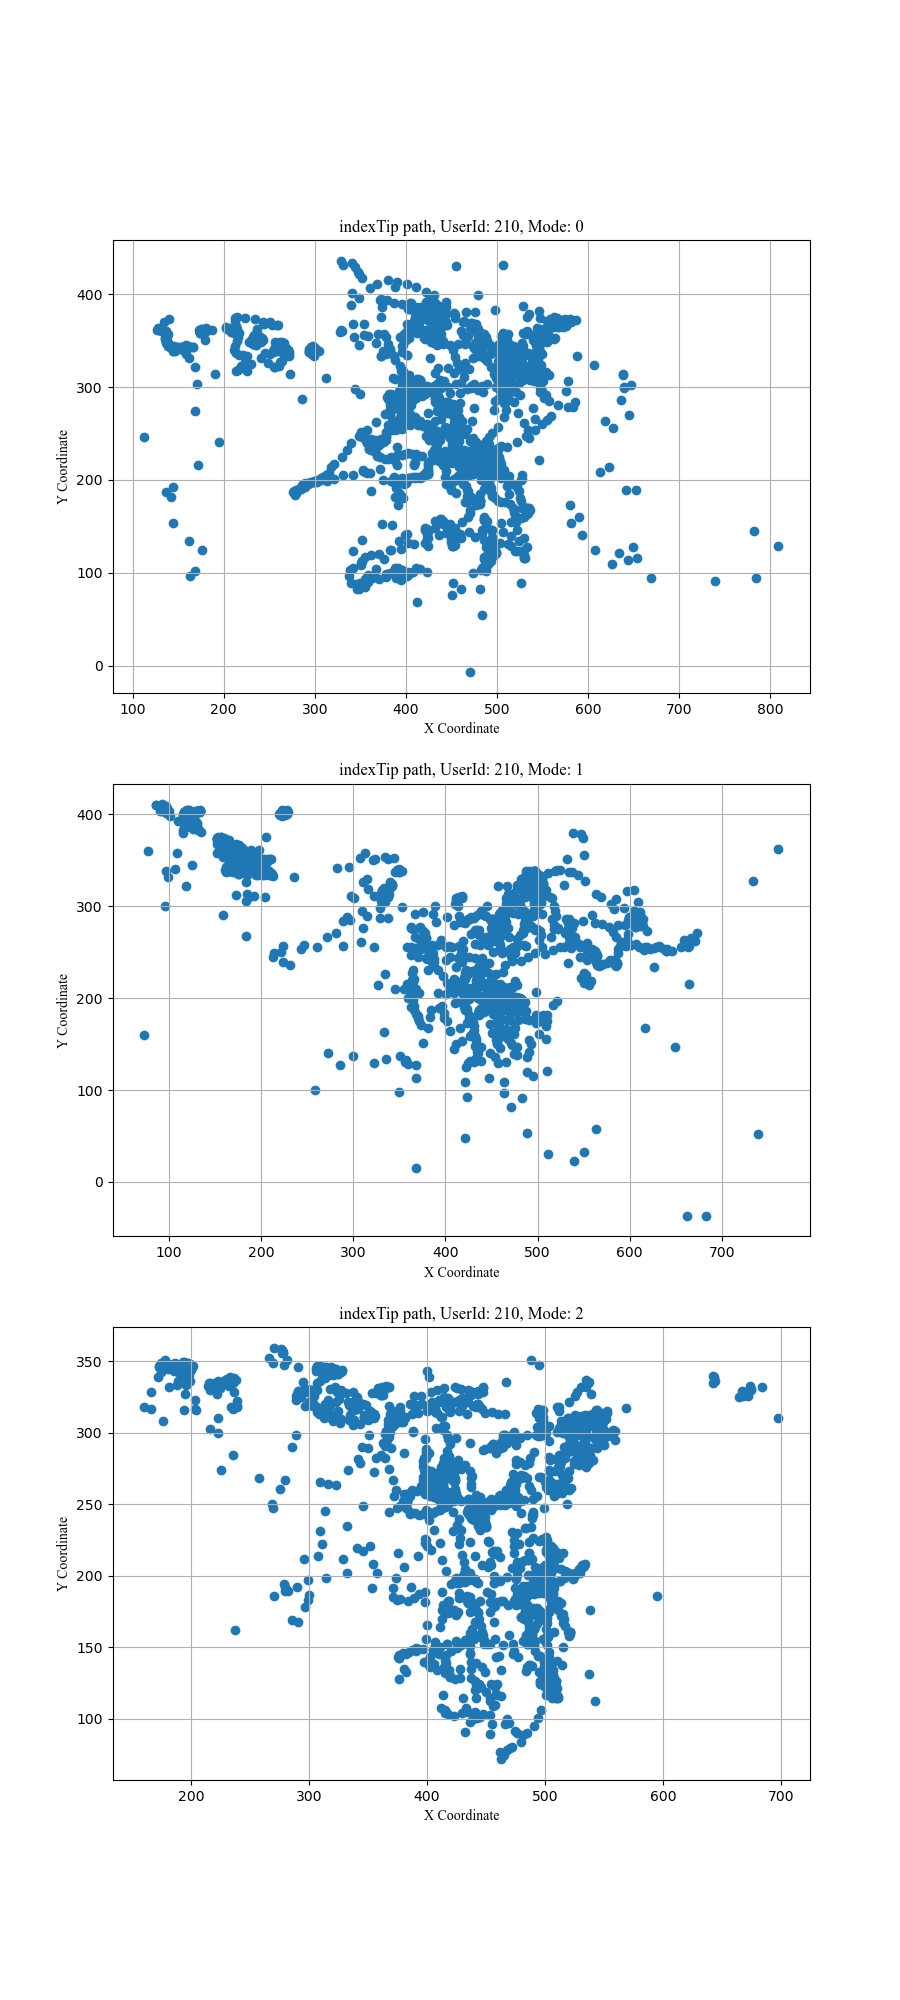 indexTip path, UserId: 210, Mode: 0
400
300
200
100
0
Y Coordinate
100 200 300 400 500 600 700 800
X Coordinate
indexTip path, UserId: 210, Mode: 1
400
300
200
100
0
Y Coordinate
100 200 300 400 500 600 700
X Coordinate
indexTip path, UserId: 210, Mode: 2
350
300
250
200
150
100
Y Coordinate
200 300 400 500 600 700
X Coordinate